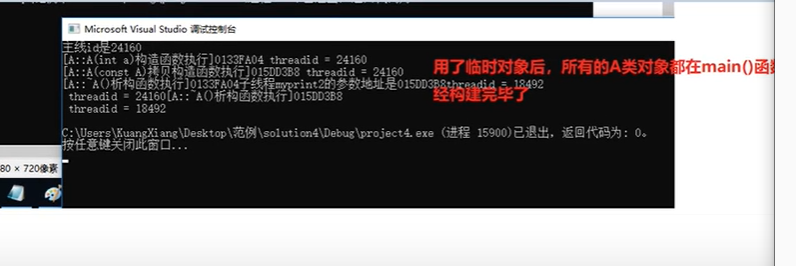 Microsoft Visual Studio 调试控制台
主线id是24160
[A::A(int a)构造函数执行]0133FA04 threadid = 24160
[A::A(const A)拷贝构造函数执行]015DD3B8 threadid = 24160
[A::~A()析构函数执行]0133FA04子线程myprint2的参数地址是015DD3B8threadid = 18492
threadid = 24160[A::~A()析构函数执行]015DD3B8
threadid = 18492
用了临时对象后，所有的A类对象都在main()函
经构建完毕了
C:\Users\KuangXiang\Desktop\范例\solution4\Debug\project4.exe (进程 15900)已退出，返回代码为: 0。
按任意键关闭此窗口...
80 × 720像素